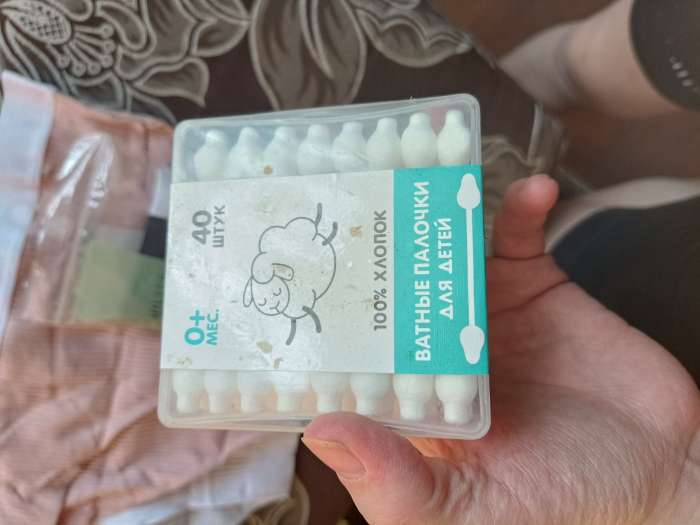 ВАТНЫЕ ПАЛОЧКИ
ДЛЯ ДЕТЕЙ
100% ХЛОПОК
0+
МЕС.
40
ШТУК